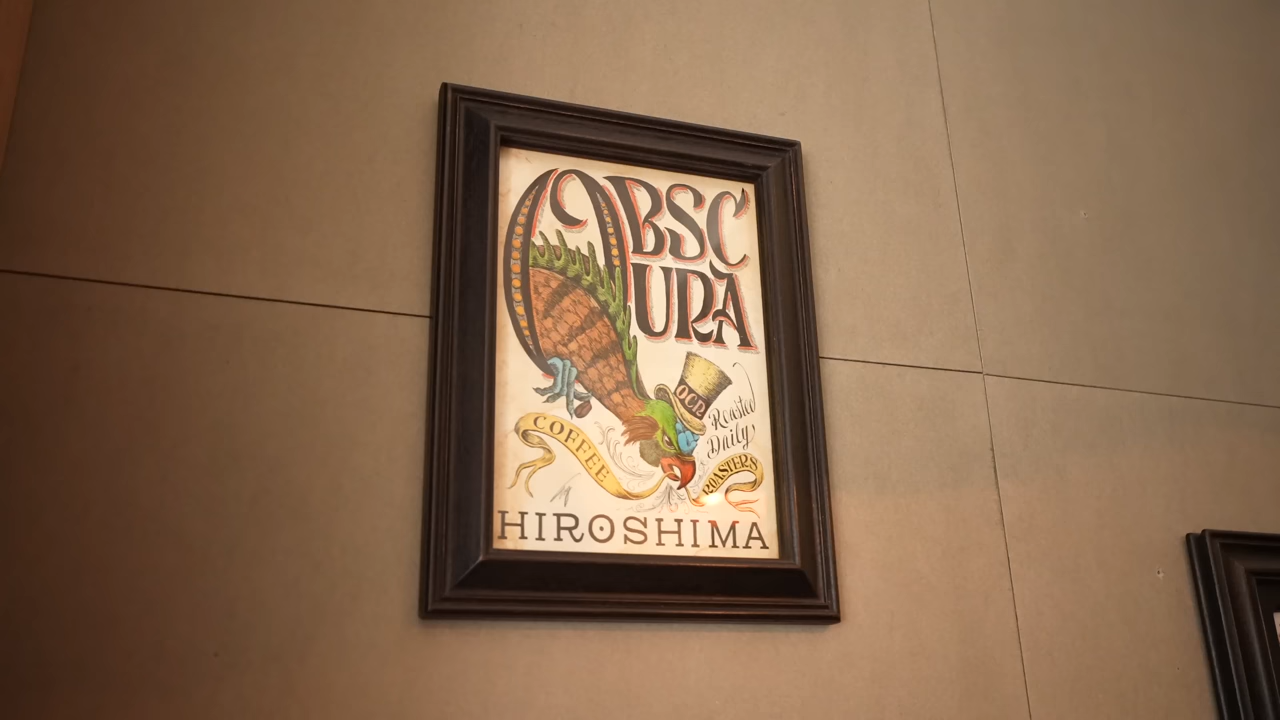 OBSC
URA
OCR
Roasted
Daily
COFFEE
ROASTERS
HIROSHIMA